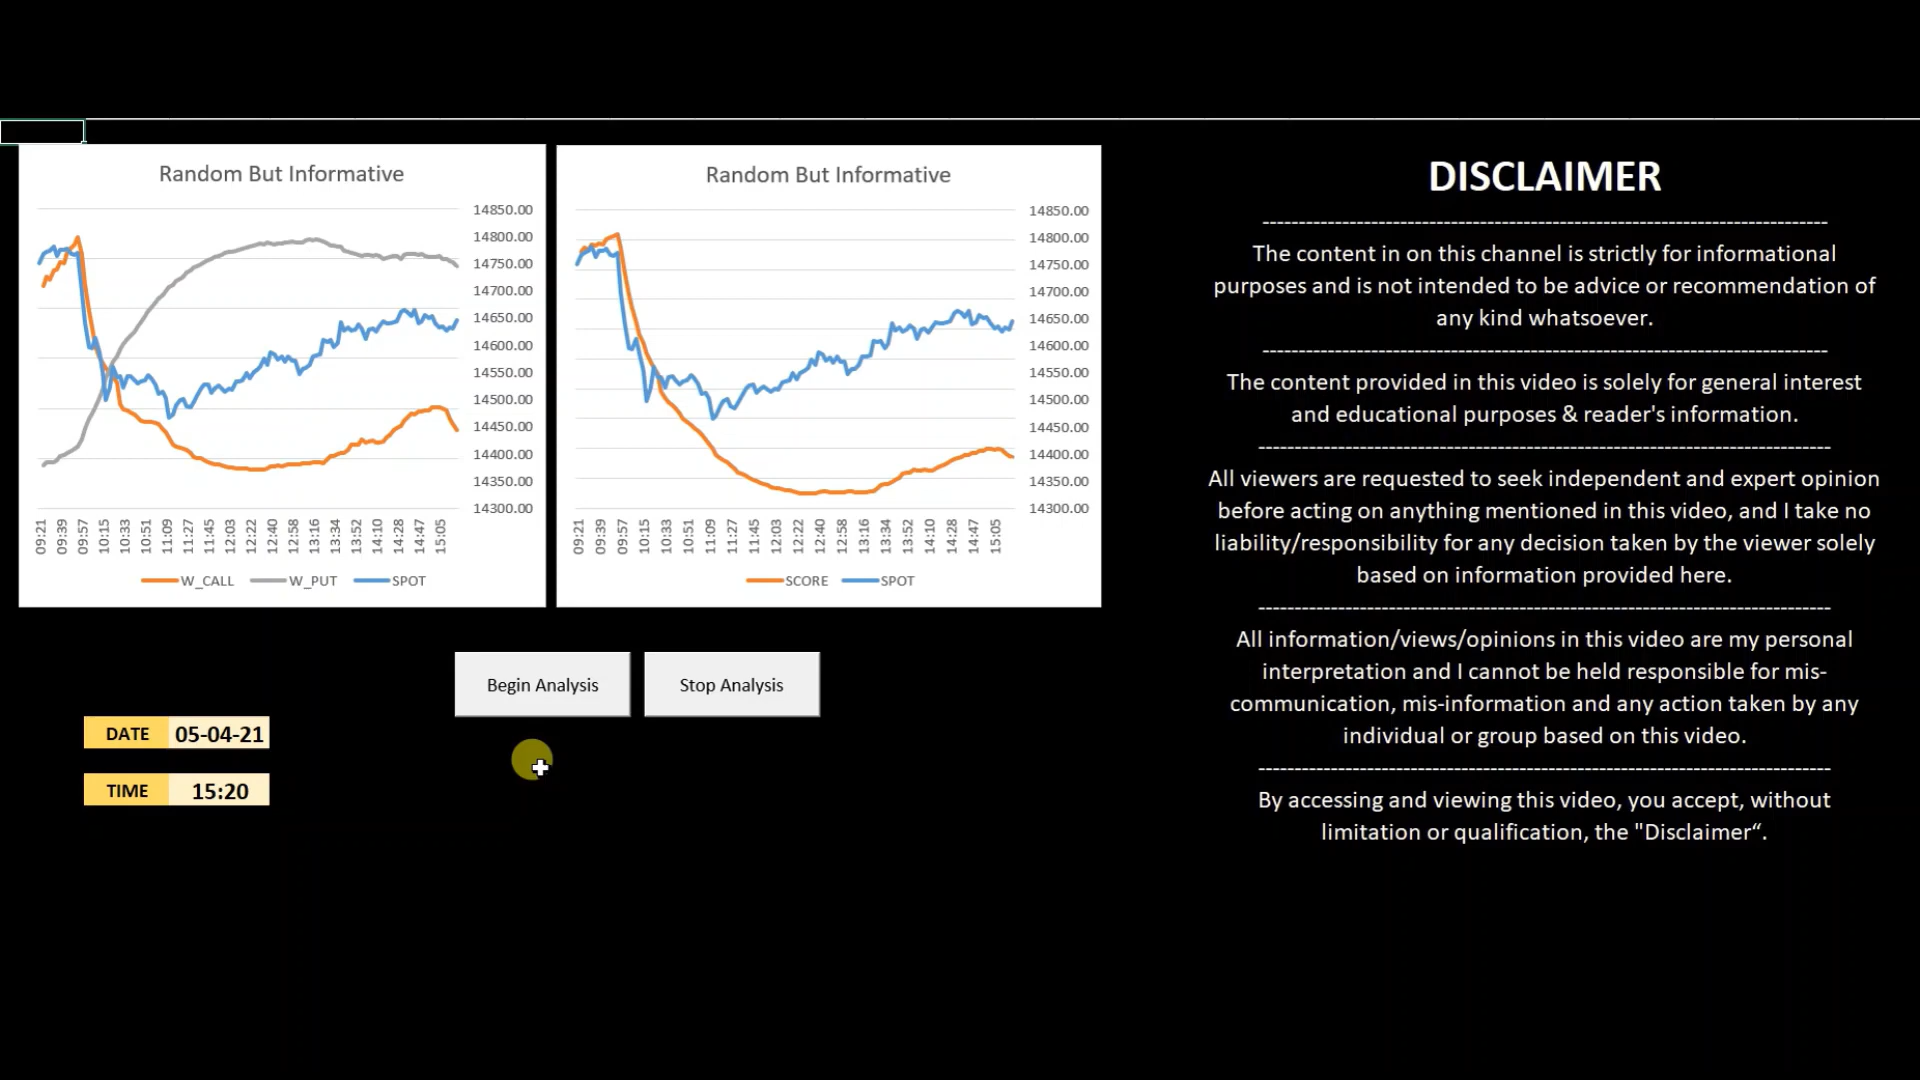 Random But Informative
14850.00
14800.00
14750.00
14700.00
14650.00
14600.00
14550.00
14500.00
14450.00
14400.00
14350.00
14300.00
09:21 09:39 09:57 10:15 10:33 10:51 11:09 11:27 11:45 12:03 12:22 12:40 12:58 13:16 13:34 13:52 14:10 14:28 14:47 15:05
W_CALL W_PUT SPOT
Random But Informative
14850.00
14800.00
14750.00
14700.00
14650.00
14600.00
14550.00
14500.00
14450.00
14400.00
14350.00
14300.00
09:21 09:39 09:57 10:15 10:33 10:51 11:09 11:27 11:45 12:03 12:22 12:40 12:58 13:16 13:34 13:52 14:10 14:28 14:47 15:05
SCORE SPOT
Begin Analysis
Stop Analysis
DATE 05-04-21
TIME 15:20
DISCLAIMER
The content in on this channel is strictly for informational
purposes and is not intended to be advice or recommendation of
any kind whatsoever.
The content provided in this video is solely for general interest
and educational purposes & reader's information.
All viewers are requested to seek independent and expert opinion
before acting on anything mentioned in this video, and I take no
liability/responsibility for any decision taken by the viewer solely
based on information provided here.
All information/views/opinions in this video are my personal
interpretation and I cannot be held responsible for mis-
communication, mis-information and any action taken by any
individual or group based on this video.
By accessing and viewing this video, you accept, without
limitation or qualification, the "Disclaimer“.